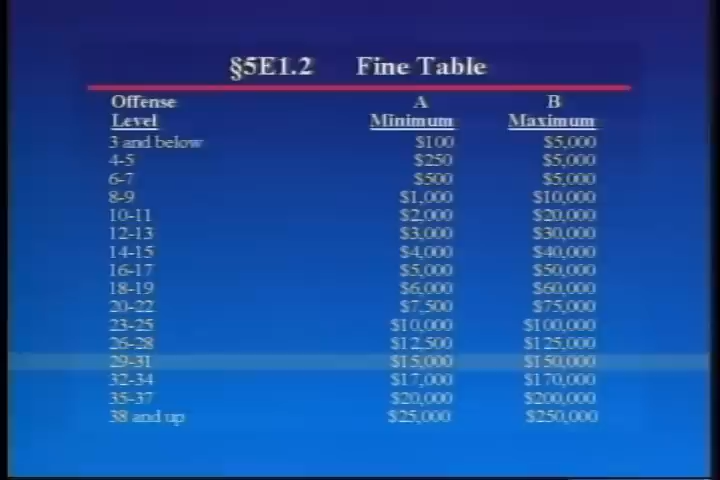 §5E1.2 Fine Table
Offense A B
Level Minimum Maximum
3 and below $100 $5,000
4-5 $250 $5,000
6-7 $500 $5,000
8-9 $1,000 $10,000
10-11 $2,000 $20,000
12-13 $3,000 $30,000
14-15 $4,000 $40,000
16-17 $5,000 $50,000
18-19 $6,000 $60,000
20-22 $7,500 $75,000
23-25 $10,000 $100,000
26-28 $12,500 $125,000
29-31 $15,000 $150,000
32-34 $17,000 $170,000
35-37 $20,000 $200,000
38 and up $25,000 $250,000